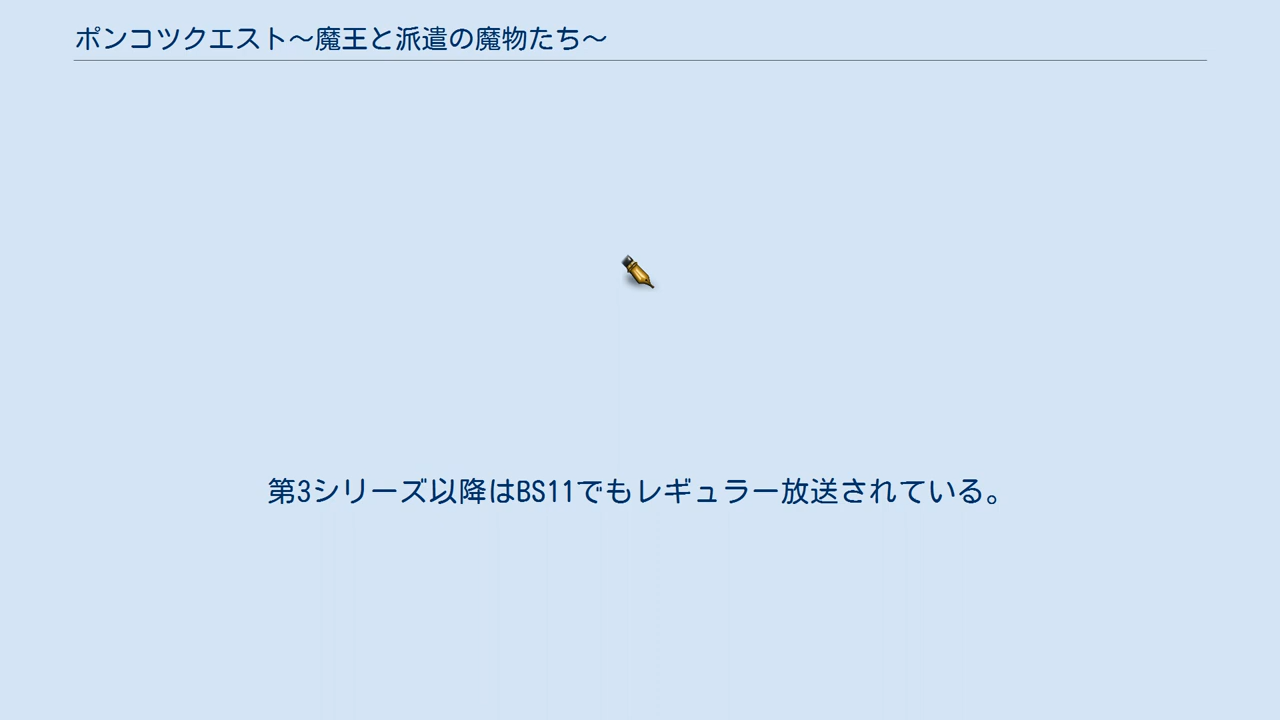 ポンコツクエスト〜魔王と派遣の魔物たち〜
第3シリーズ以降はBS11でもレギュラー放送されている。